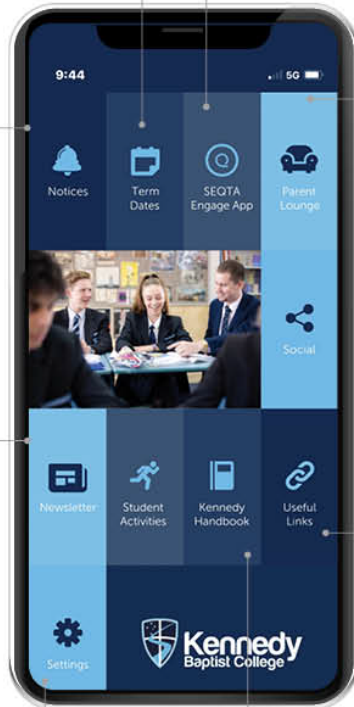 9:44
5G
Notices
Term
Dates
SEQTA
Engage App
Parent
Lounge
Social
Newsletter
Student
Activities
Kennedy
Handbook
Useful
Links
Settings
Kennedy
Baptist College